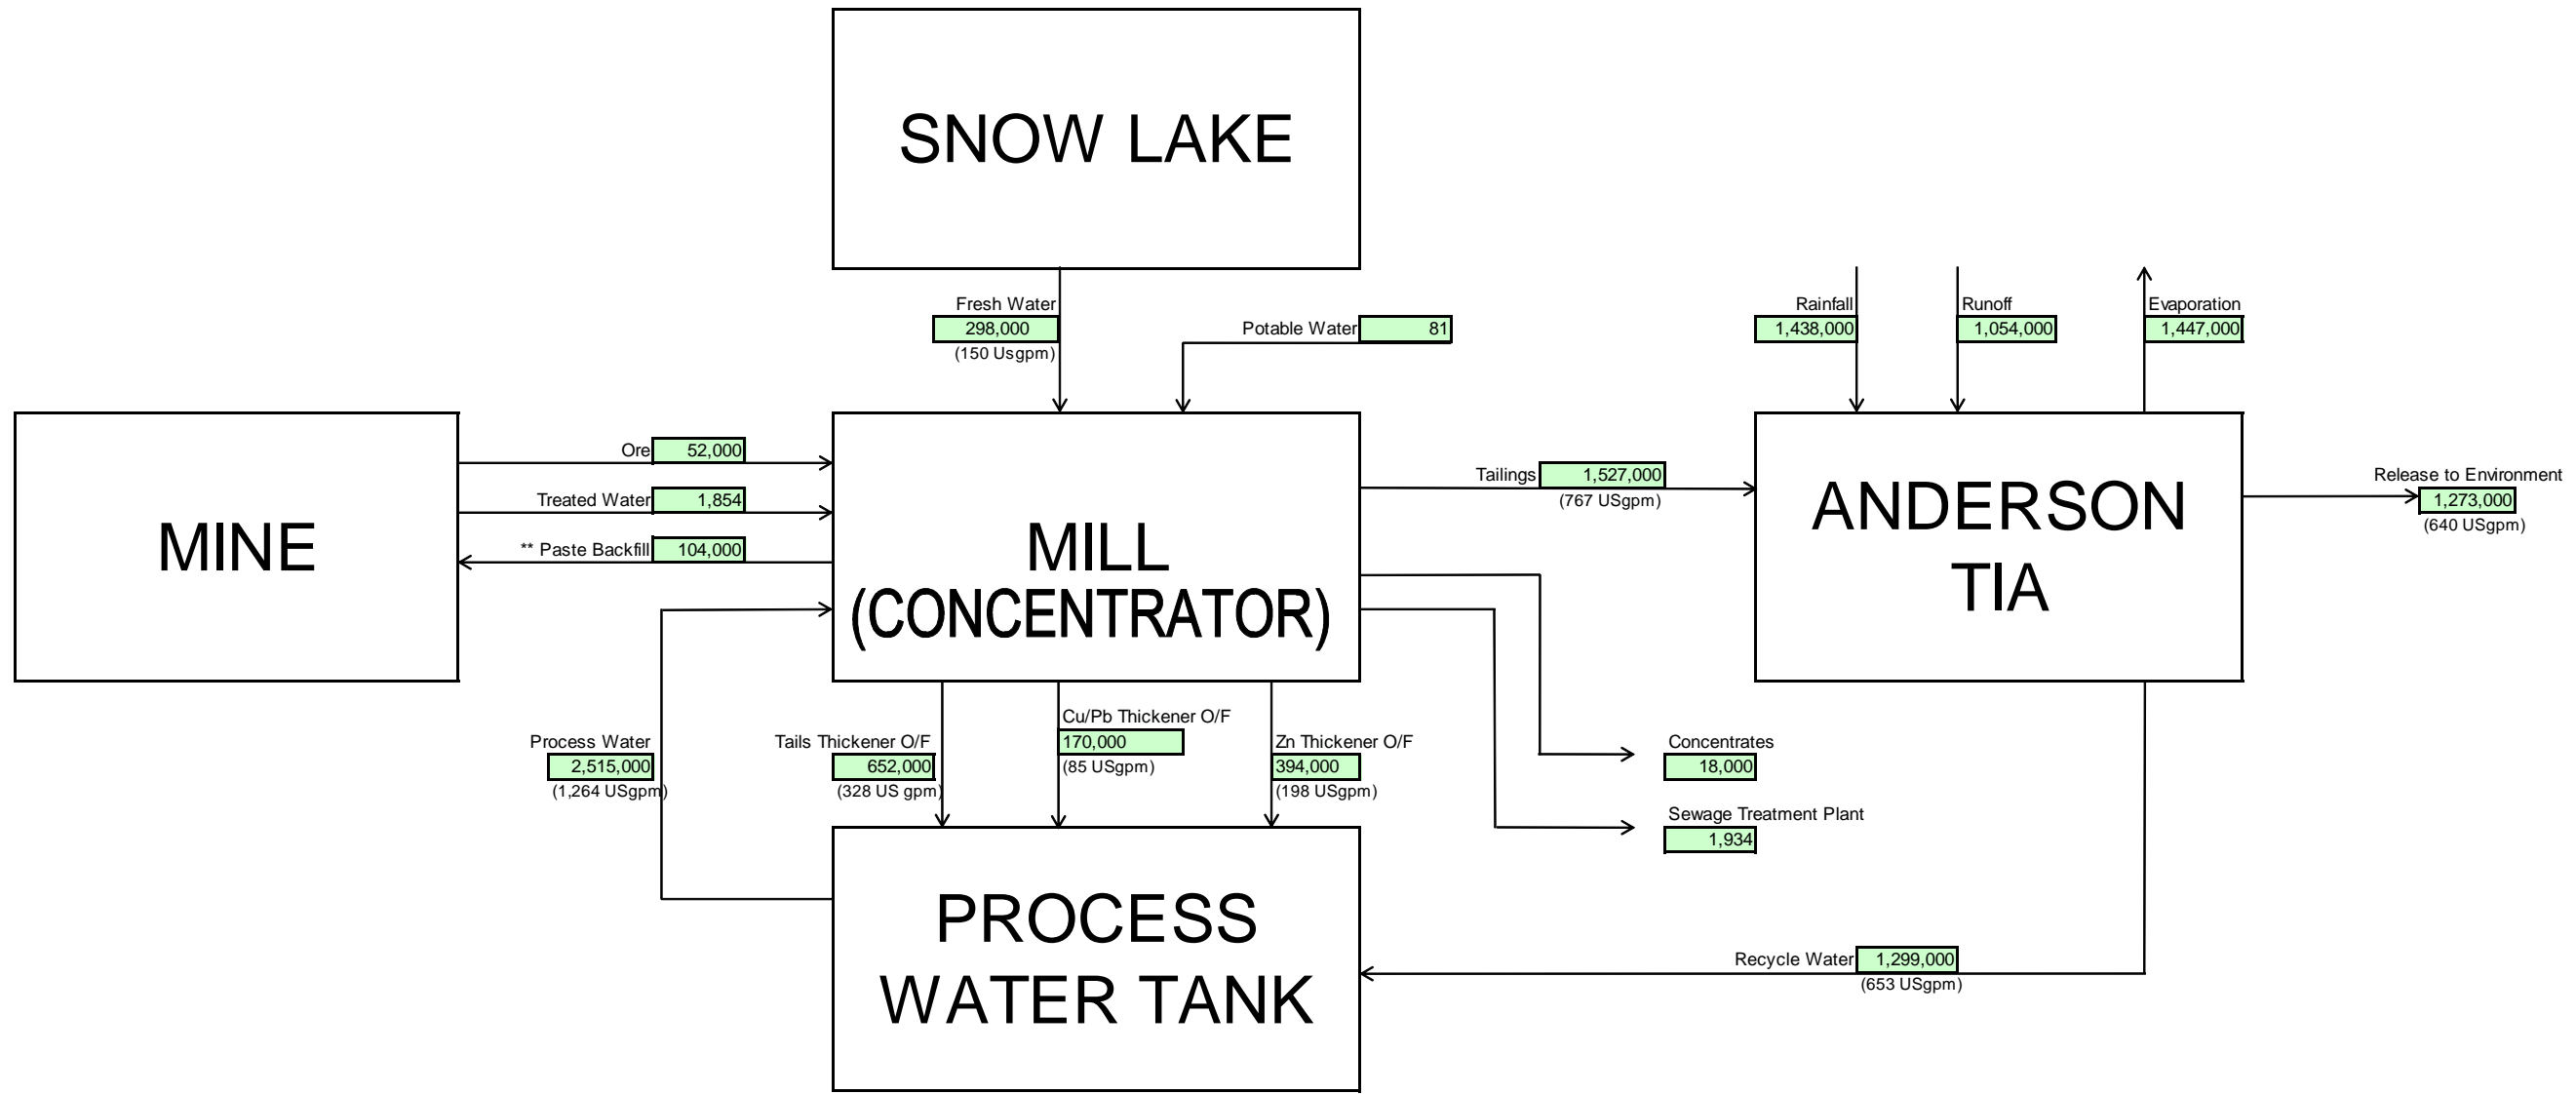 SNOW LAKE
Fresh Water
298,000
(150 Usgpm)
Potable Water 81
Rainfall
1,438,000
Runoff
1,054,000
Evaporation
1,447,000
MINE
Ore 52,000
Treated Water 1,854
** Paste Backfill 104,000
MILL
(CONCENTRATOR)
Tailings 1,527,000
(767 USgpm)
ANDERSON
TIA
Release to Environment
1,273,000
(640 USgpm)
Process Water
2,515,000
(1,264 USgpm)
Tails Thickener O/F
652,000
(328 US gpm)
Cu/Pb Thickener O/F
170,000
(85 USgpm)
Zn Thickener O/F
394,000
(198 USgpm)
Concentrates
18,000
Sewage Treatment Plant
1,934
PROCESS
WATER TANK
Recycle Water 1,299,000
(653 USgpm)